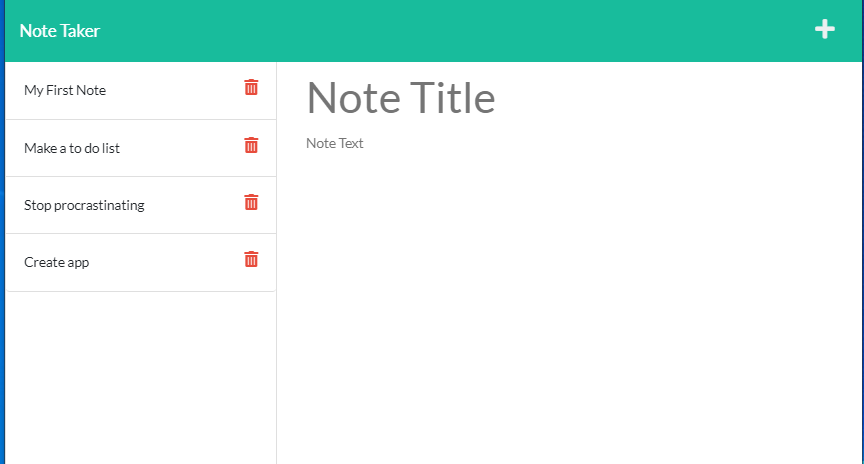 Note Taker
My First Note
Make a to do list
Stop procrastinating
Create app
Note Title
Note Text